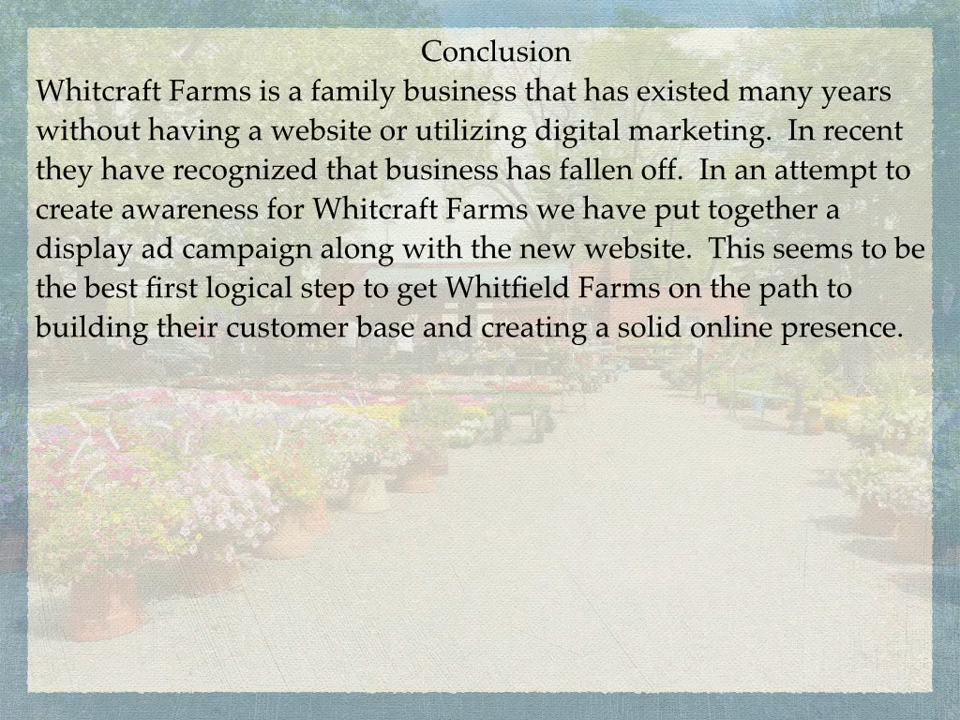 Conclusion
Whitcraft Farms is a family business that has existed many years
without having a website or utilizing digital marketing.  In recent
they have recognized that business has fallen off.  In an attempt to
create awareness for Whitcraft Farms we have put together a
display ad campaign along with the new website.  This seems to be
the best first logical step to get Whitfield Farms on the path to
building their customer base and creating a solid online presence.